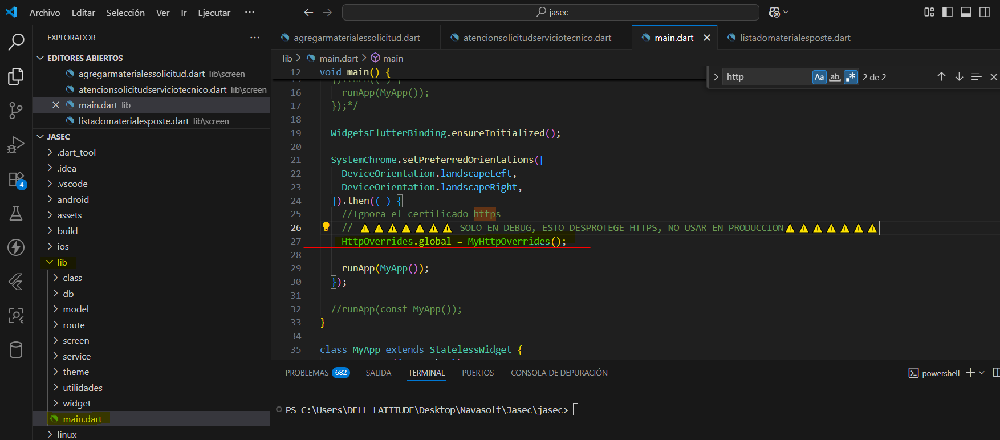 Archivo Editar Selección Ver Ir Ejecutar ···
jasec
EXPLORADOR
EDITORES ABIERTOS
agregarmaterialessolicitud.dart lib\screen
atencionsolicitudserviciotecnico.dart lib\screen
main.dart lib
listadomaterialesposte.dart lib\screen
JASEC
.dart_tool
.idea
.vscode
android
assets
build
ios
lib
class
db
model
route
screen
service
theme
utilidades
widget
main.dart
linux
4
agregarmaterialessolicitud.dart
atencionsolicitudserviciotecnico.dart
main.dart
listadomaterialesposte.dart
lib > main.dart > main
http Aa ab .* 2 de 2
12 void main() {
15 ]).then((_) {
16 runApp(MyApp());
17 });*/
18
19 WidgetsFlutterBinding.ensureInitialized();
20
21 SystemChrome.setPreferredOrientations([
22 DeviceOrientation.landscapeLeft,
23 DeviceOrientation.landscapeRight,
24 ]).then((_) {
25 //Ignora el certificado https
26 // ⚠⚠⚠⚠⚠⚠⚠ SOLO EN DEBUG, ESTO DESPROTEGE HTTPS, NO USAR EN PRODUCCION⚠⚠⚠⚠⚠⚠⚠
27 HttpOverrides.global = MyHttpOverrides();
28
29 runApp(MyApp());
30 });
31
32 //runApp(const MyApp());
33 }
34
35 class MyApp extends StatelessWidget {
PROBLEMAS 682 SALIDA TERMINAL PUERTOS CONSOLA DE DEPURACIÓN
powershell
PS C:\Users\DELL LATITUDE\Desktop\Navasoft\Jasec\jasec>